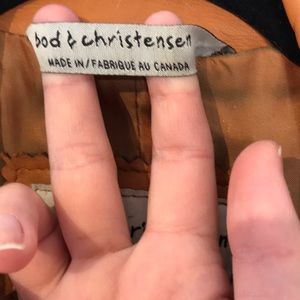 bod & christensen
MADE IN/FABRIQUE AU CANADA